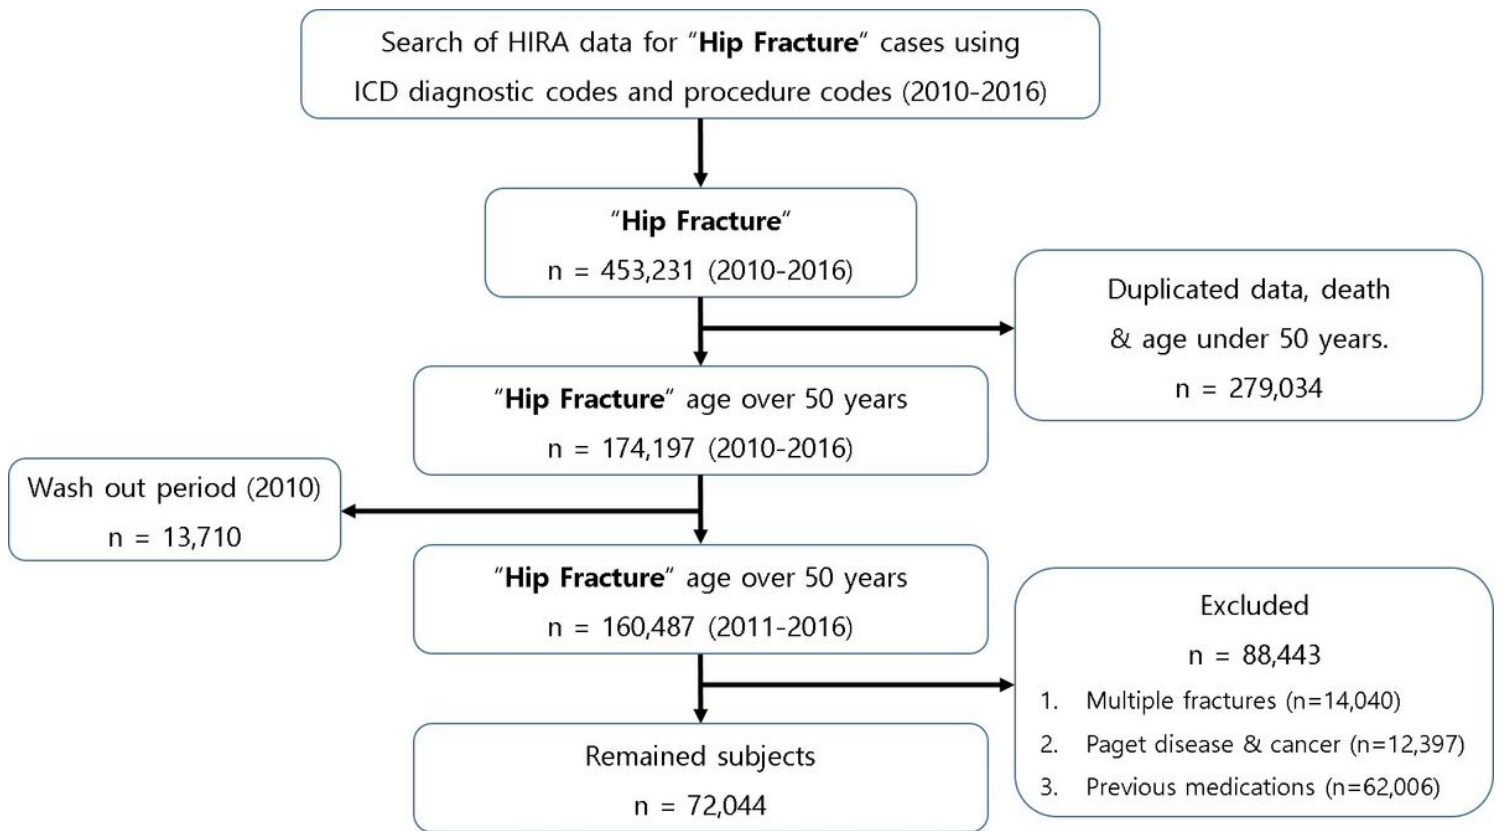 Search of HIRA data for “Hip Fracture“ cases using
ICD diagnostic codes and procedure codes (2010-2016)
“Hip Fracture“
n = 453,231 (2010-2016)
Duplicated data, death
& age under 50 years.
n = 279,034
“Hip Fracture“ age over 50 years
n = 174,197 (2010-2016)
Wash out period (2010)
n = 13,710
“Hip Fracture“ age over 50 years
n = 160,487 (2011-2016)
Excluded
n = 88,443
1. Multiple fractures (n=14,040)
2. Paget disease & cancer (n=12,397)
3. Previous medications (n=62,006)
Remained subjects
n = 72,044